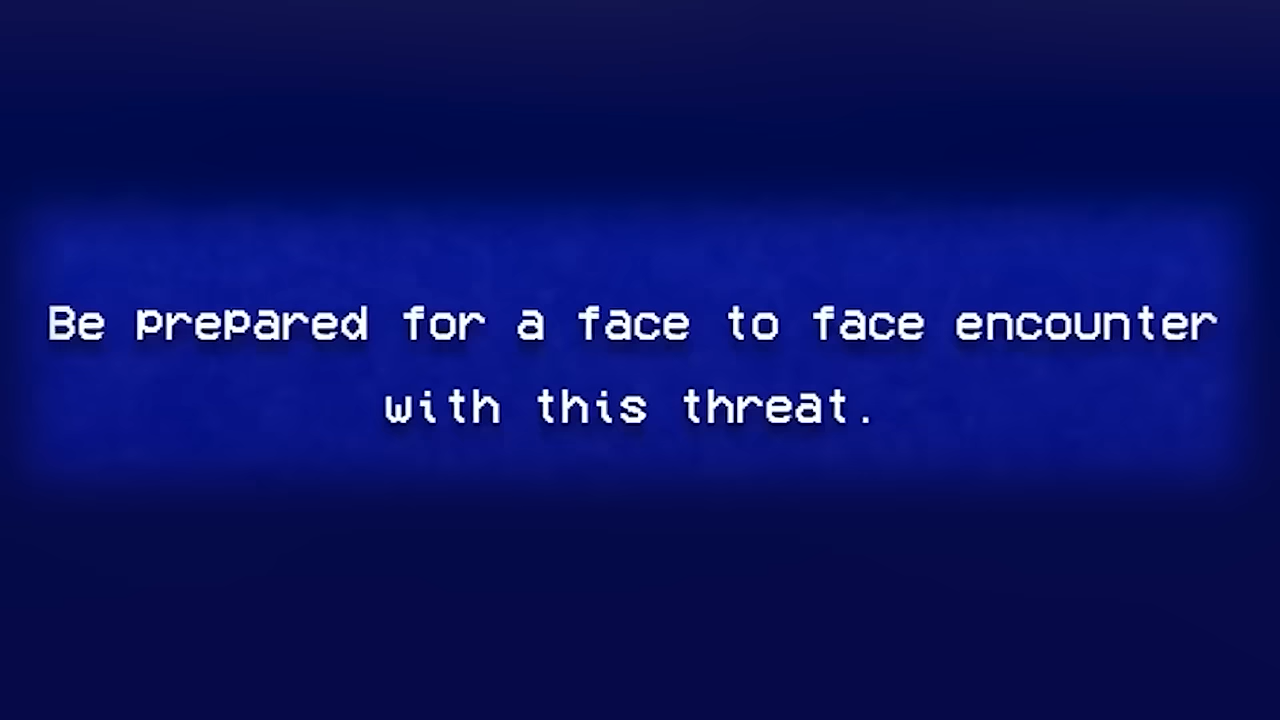 Be prepared for a face to face encounter
with this threat.